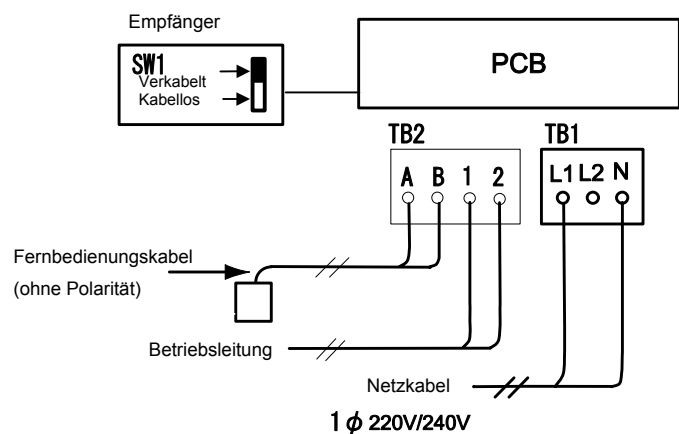 Empfänger
SW1
Verkabelt
Kabellos
PCB
TB2
TB1
A B 1 2
L1 L2 N
Fernbedienungskabel
(ohne Polarität)
Betriebsleitung
Netzkabel
1 ϕ 220V/240V